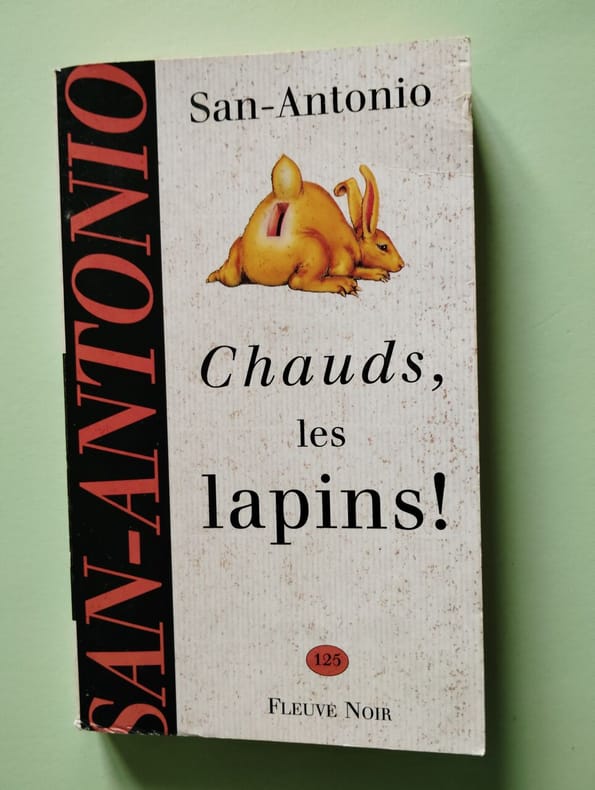 SAN-ANTONIO
San-Antonio
Chauds,
les
lapins!
125
FLEUVE NOIR